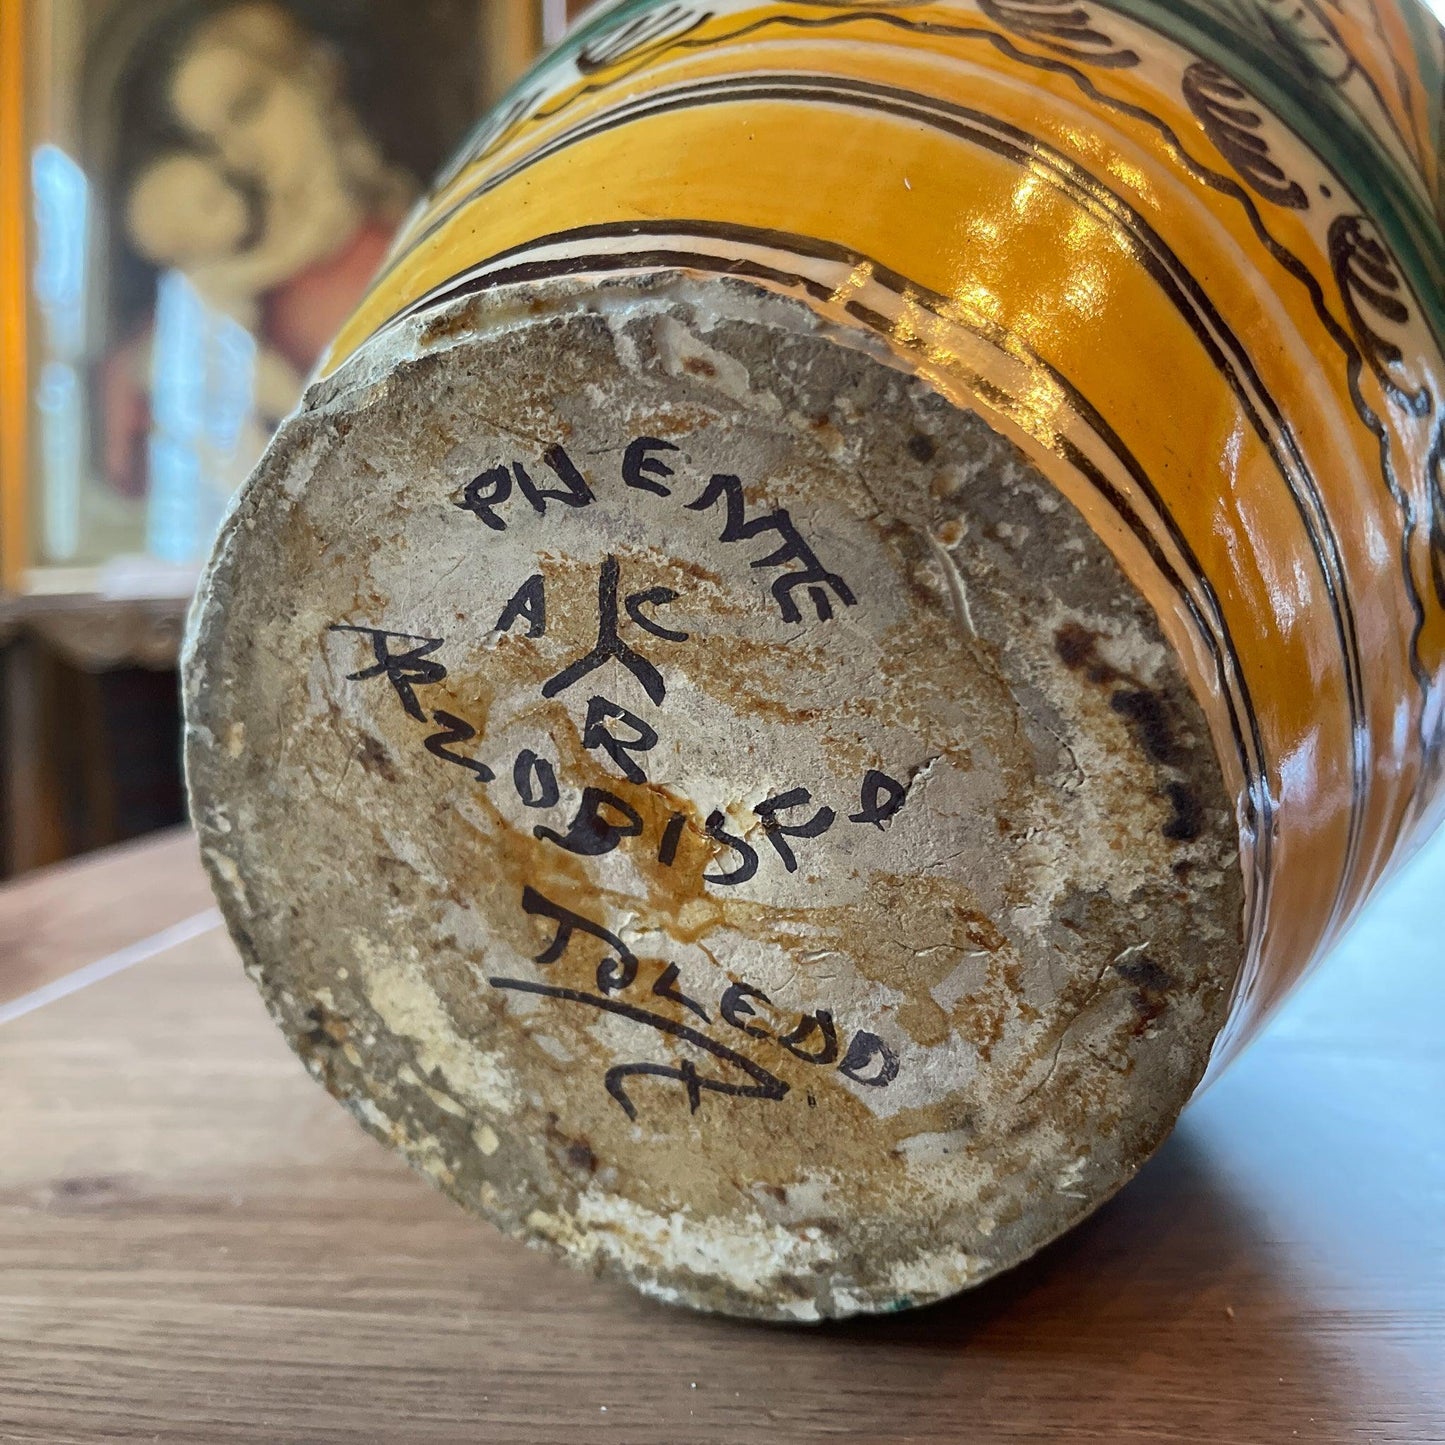 PUENTE
A C
R
ARZOBISPO
TOLEDO